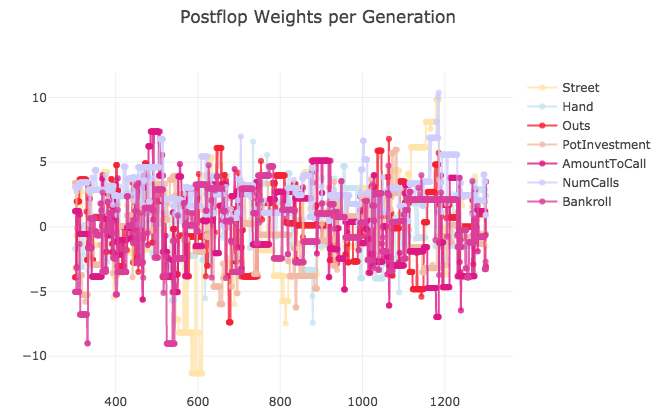 Postflop Weights per Generation
10
5
0
−5
−10
400
600
800
1000
1200
Street
Hand
Outs
PotInvestment
AmountToCall
NumCalls
Bankroll